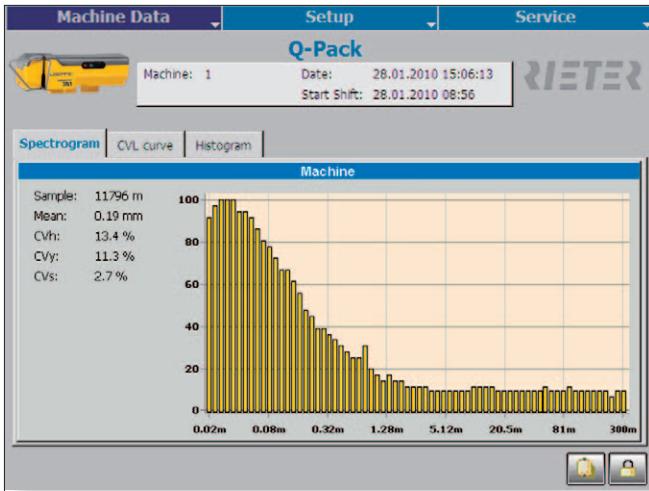 Machine Data Setup Service
Q-Pack
Machine: 1 Date: 28.01.2010 15:06:13
Start Shift: 28.01.2010 08:56
RIETER
Spectrogram CVL curve Histogram
Machine
Sample: 11796 m
Mean: 0.19 mm
CVh: 13.4 %
CVy: 11.3 %
CVs: 2.7 %
100
80
60
40
20
0
0.02m 0.08m 0.32m 1.28m 5.12m 20.5m 81m 300m